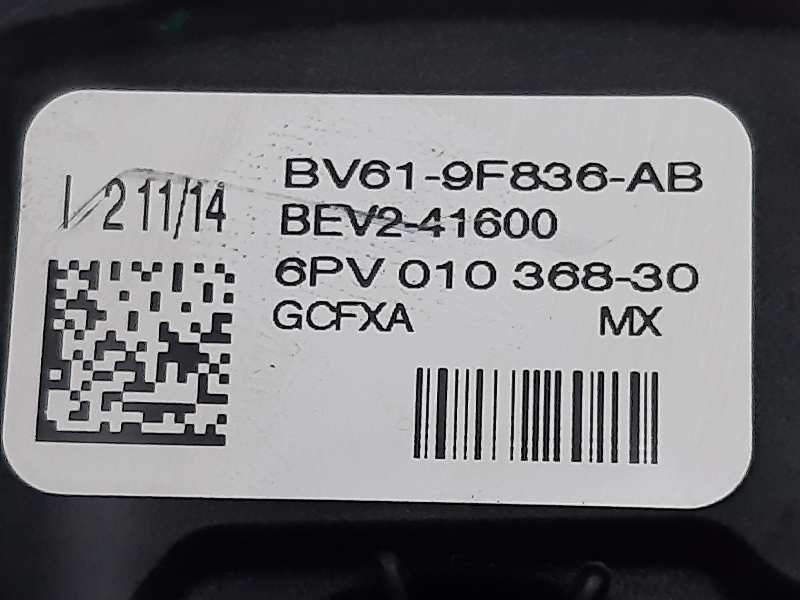 I 2 11/14
BV61-9F836-AB
BEV2-41600
6PV 010 368-30
GCFXA MX